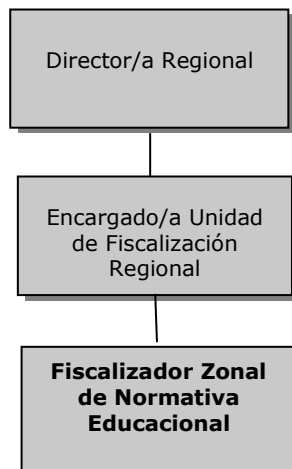 Director/a Regional
Encargado/a Unidad
de Fiscalización
Regional
Fiscalizador Zonal
de Normativa
Educacional